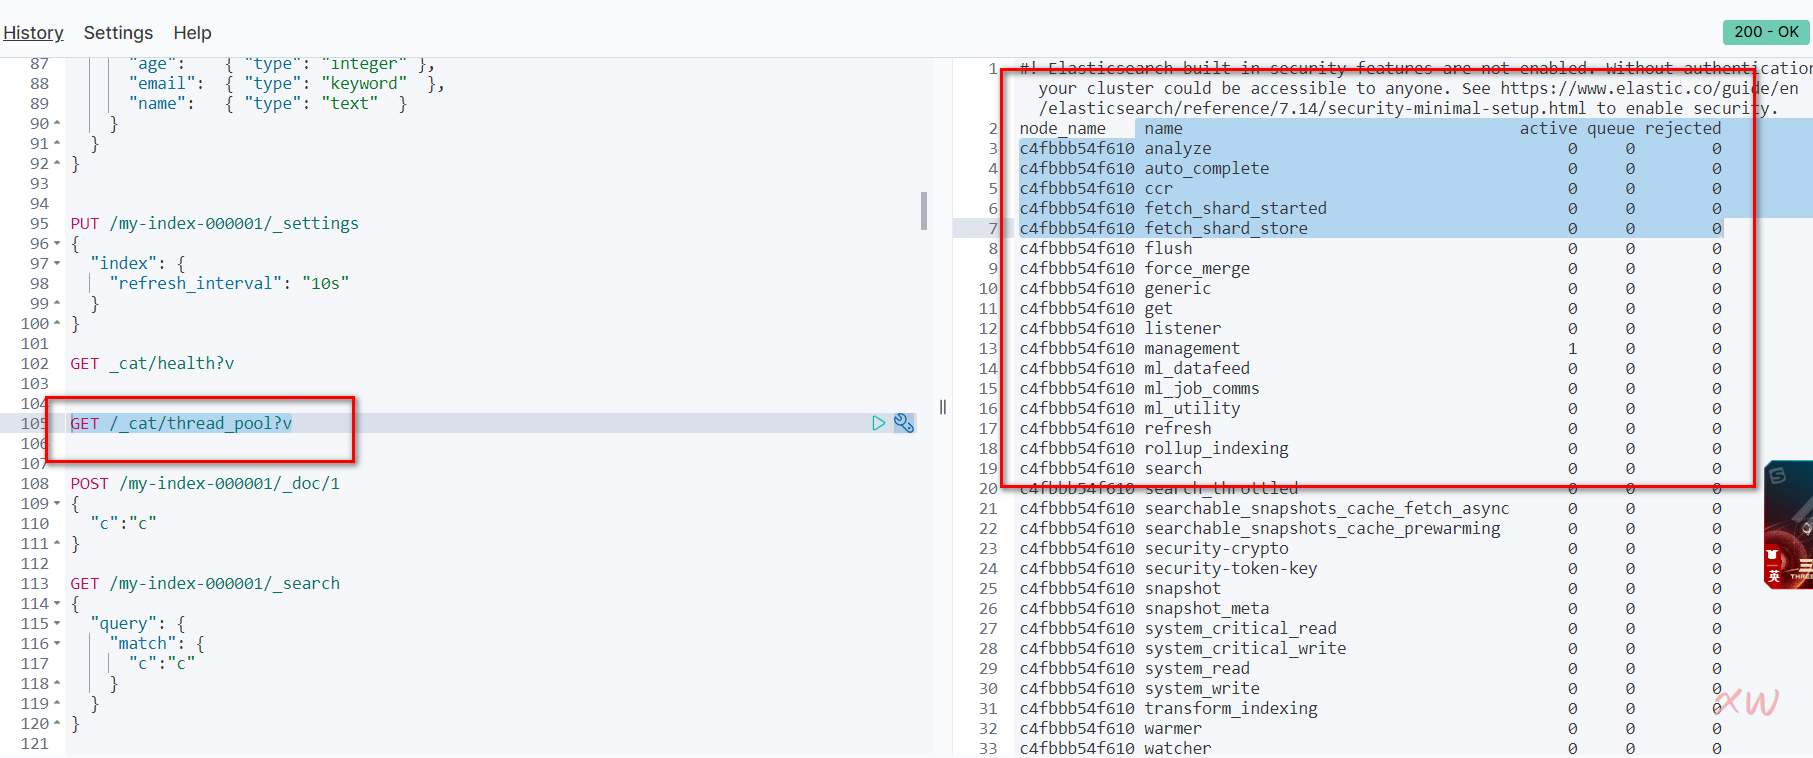 History Settings Help
200 - OK
87 "age": { "type": "integer" },
88 "email": { "type": "keyword" },
89 "name": { "type": "text" }
90 }
91 }
92 }
93
94
95 PUT /my-index-000001/_settings
96 {
97 "index": {
98 "refresh_interval": "10s"
99 }
100 }
101
102 GET _cat/health?v
103
104
105 GET /_cat/thread_pool?v
106
107
108 POST /my-index-000001/_doc/1
109 {
110 "c":"c"
111 }
112
113 GET /my-index-000001/_search
114 {
115 "query": {
116 "match": {
117 "c":"c"
118 }
119 }
120 }
121
1 #! Elasticsearch built-in security features are not enabled. Without authentication
your cluster could be accessible to anyone. See https://www.elastic.co/guide/en
/elasticsearch/reference/7.14/security-minimal-setup.html to enable security.
2 node_name name active queue rejected
3 c4fbbb54f610 analyze 0 0 0
4 c4fbbb54f610 auto_complete 0 0 0
5 c4fbbb54f610 ccr 0 0 0
6 c4fbbb54f610 fetch_shard_started 0 0 0
7 c4fbbb54f610 fetch_shard_store 0 0 0
8 c4fbbb54f610 flush 0 0 0
9 c4fbbb54f610 force_merge 0 0 0
10 c4fbbb54f610 generic 0 0 0
11 c4fbbb54f610 get 0 0 0
12 c4fbbb54f610 listener 0 0 0
13 c4fbbb54f610 management 1 0 0
14 c4fbbb54f610 ml_datafeed 0 0 0
15 c4fbbb54f610 ml_job_comms 0 0 0
16 c4fbbb54f610 ml_utility 0 0 0
17 c4fbbb54f610 refresh 0 0 0
18 c4fbbb54f610 rollup_indexing 0 0 0
19 c4fbbb54f610 search 0 0 0
20 c4fbbb54f610 search_throttled 0 0 0
21 c4fbbb54f610 searchable_snapshots_cache_fetch_async 0 0 0
22 c4fbbb54f610 searchable_snapshots_cache_prewarming 0 0 0
23 c4fbbb54f610 security-crypto 0 0 0
24 c4fbbb54f610 security-token-key 0 0 0
25 c4fbbb54f610 snapshot 0 0 0
26 c4fbbb54f610 snapshot_meta 0 0 0
27 c4fbbb54f610 system_critical_read 0 0 0
28 c4fbbb54f610 system_critical_write 0 0 0
29 c4fbbb54f610 system_read 0 0 0
30 c4fbbb54f610 system_write 0 0 0
31 c4fbbb54f610 transform_indexing 0 0 0
32 c4fbbb54f610 warmer 0 0 0
33 c4fbbb54f610 watcher 0 0 0
英
xw